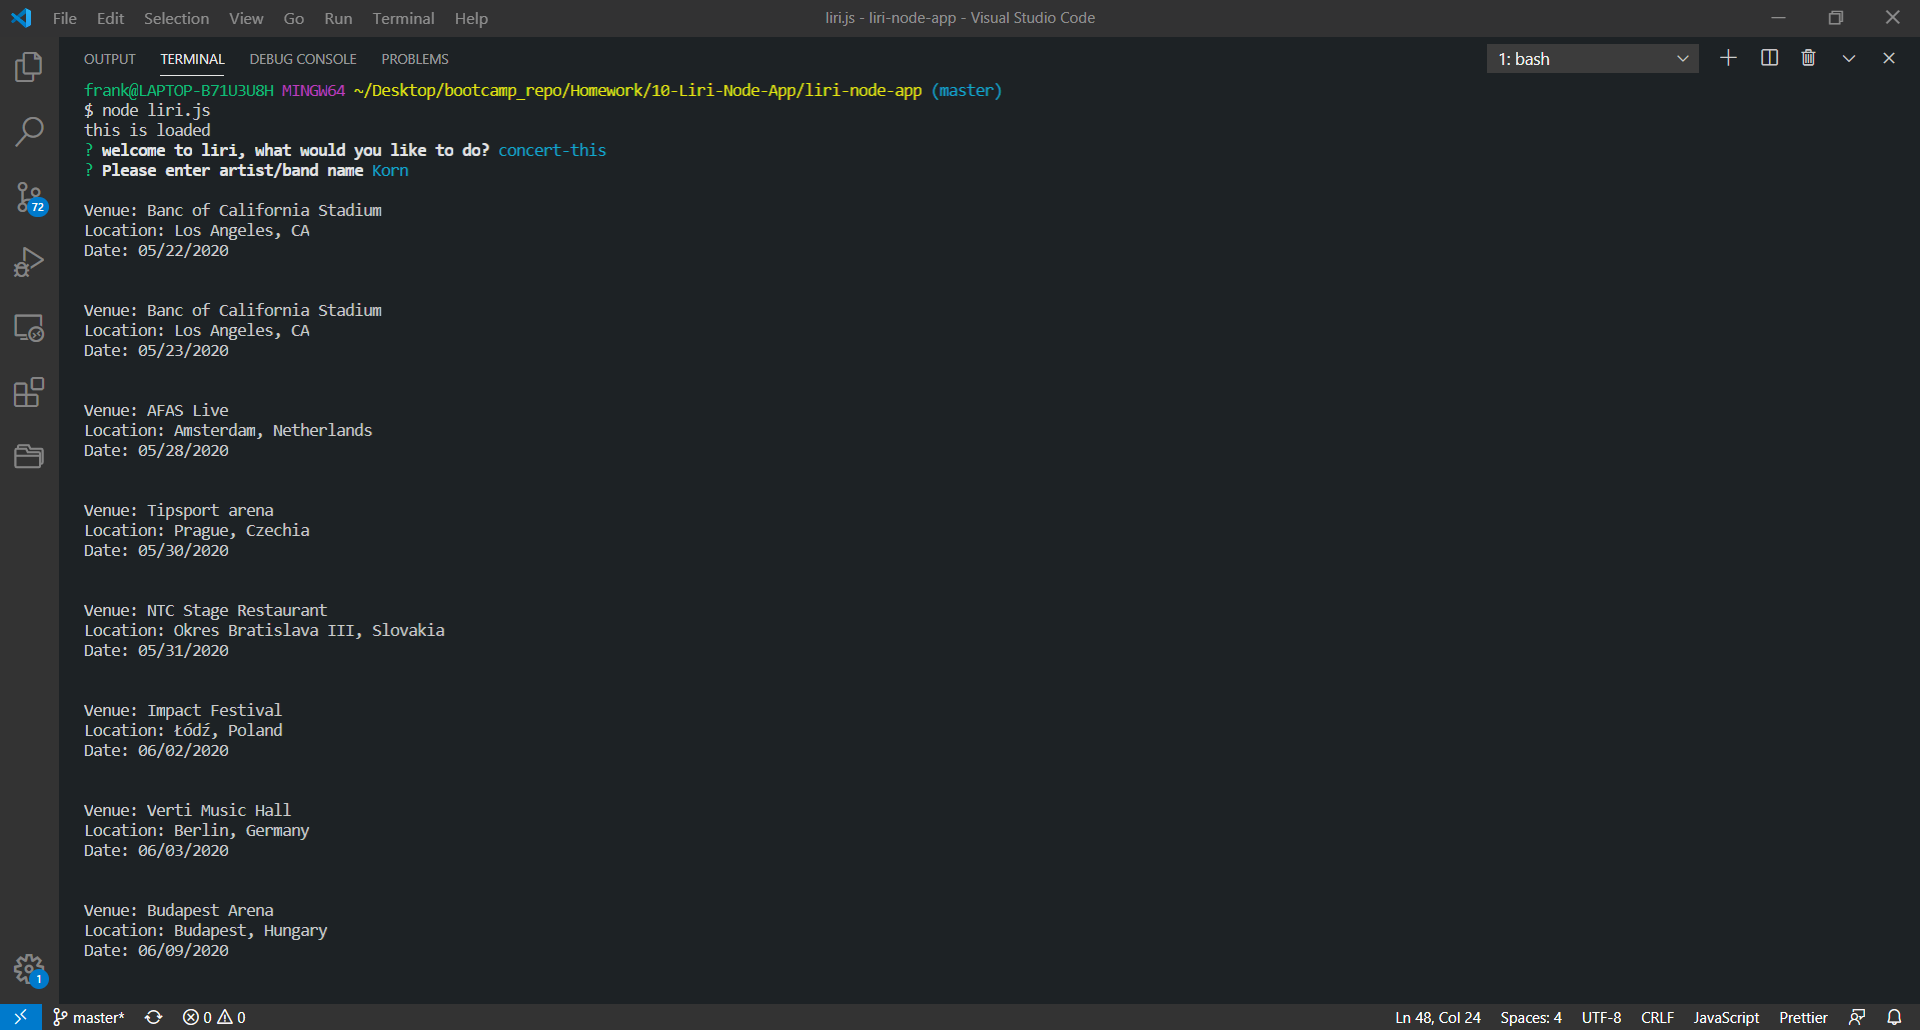 File Edit Selection View Go Run Terminal Help
liri.js - liri-node-app - Visual Studio Code
OUTPUT TERMINAL DEBUG CONSOLE PROBLEMS
1: bash
frank@LAPTOP-B71U3U8H MINGW64 ~/Desktop/bootcamp_repo/Homework/10-Liri-Node-App/liri-node-app (master)
$ node liri.js
this is loaded
? welcome to liri, what would you like to do? concert-this
? Please enter artist/band name Korn
Venue: Banc of California Stadium
Location: Los Angeles, CA
Date: 05/22/2020
Venue: Banc of California Stadium
Location: Los Angeles, CA
Date: 05/23/2020
Venue: AFAS Live
Location: Amsterdam, Netherlands
Date: 05/28/2020
Venue: Tipsport arena
Location: Prague, Czechia
Date: 05/30/2020
Venue: NTC Stage Restaurant
Location: Okres Bratislava III, Slovakia
Date: 05/31/2020
Venue: Impact Festival
Location: Łódź, Poland
Date: 06/02/2020
Venue: Verti Music Hall
Location: Berlin, Germany
Date: 06/03/2020
Venue: Budapest Arena
Location: Budapest, Hungary
Date: 06/09/2020
72
1
master* 0 0
Ln 48, Col 24 Spaces: 4 UTF-8 CRLF JavaScript Prettier